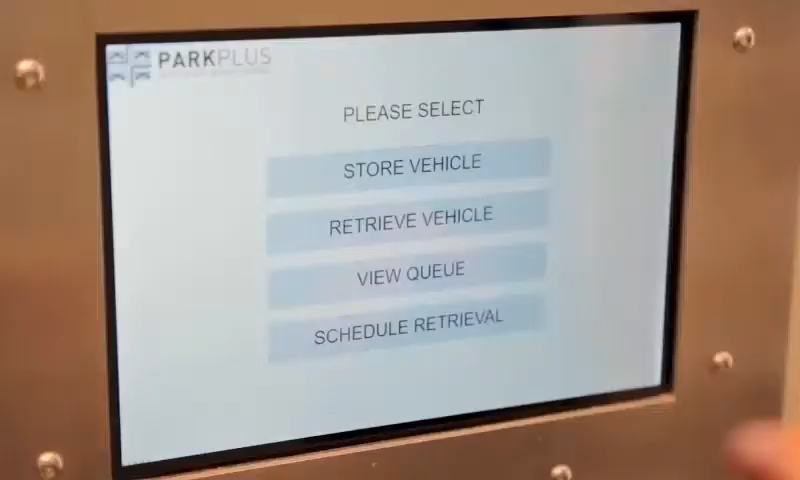 PARKPLUS
PLEASE SELECT
STORE VEHICLE
RETRIEVE VEHICLE
VIEW QUEUE
SCHEDULE RETRIEVAL